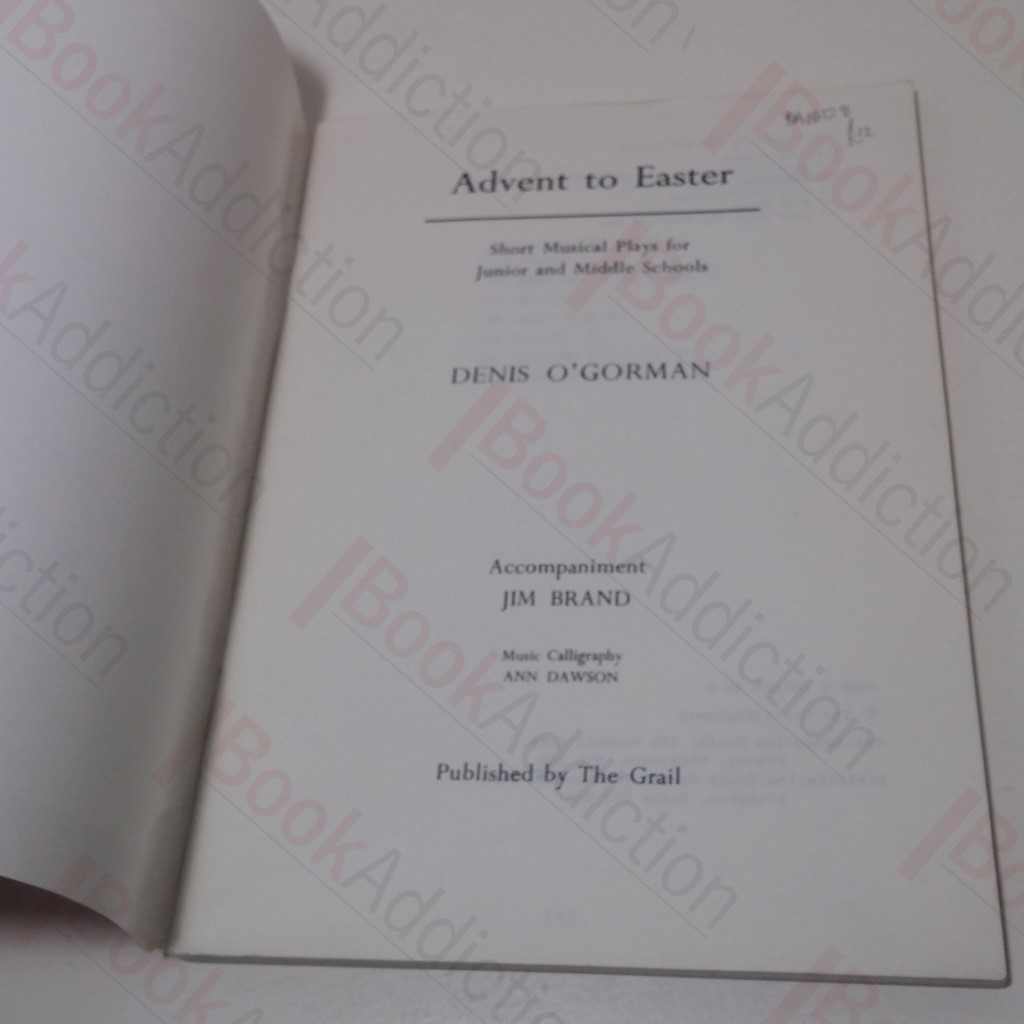 Advent to Easter
Short Musical Plays for
Junior and Middle Schools
DENIS O'GORMAN
Accompaniment
JIM BRAND
Music Calligraphy
ANN DAWSON
Published by The Grail
BookAddiction